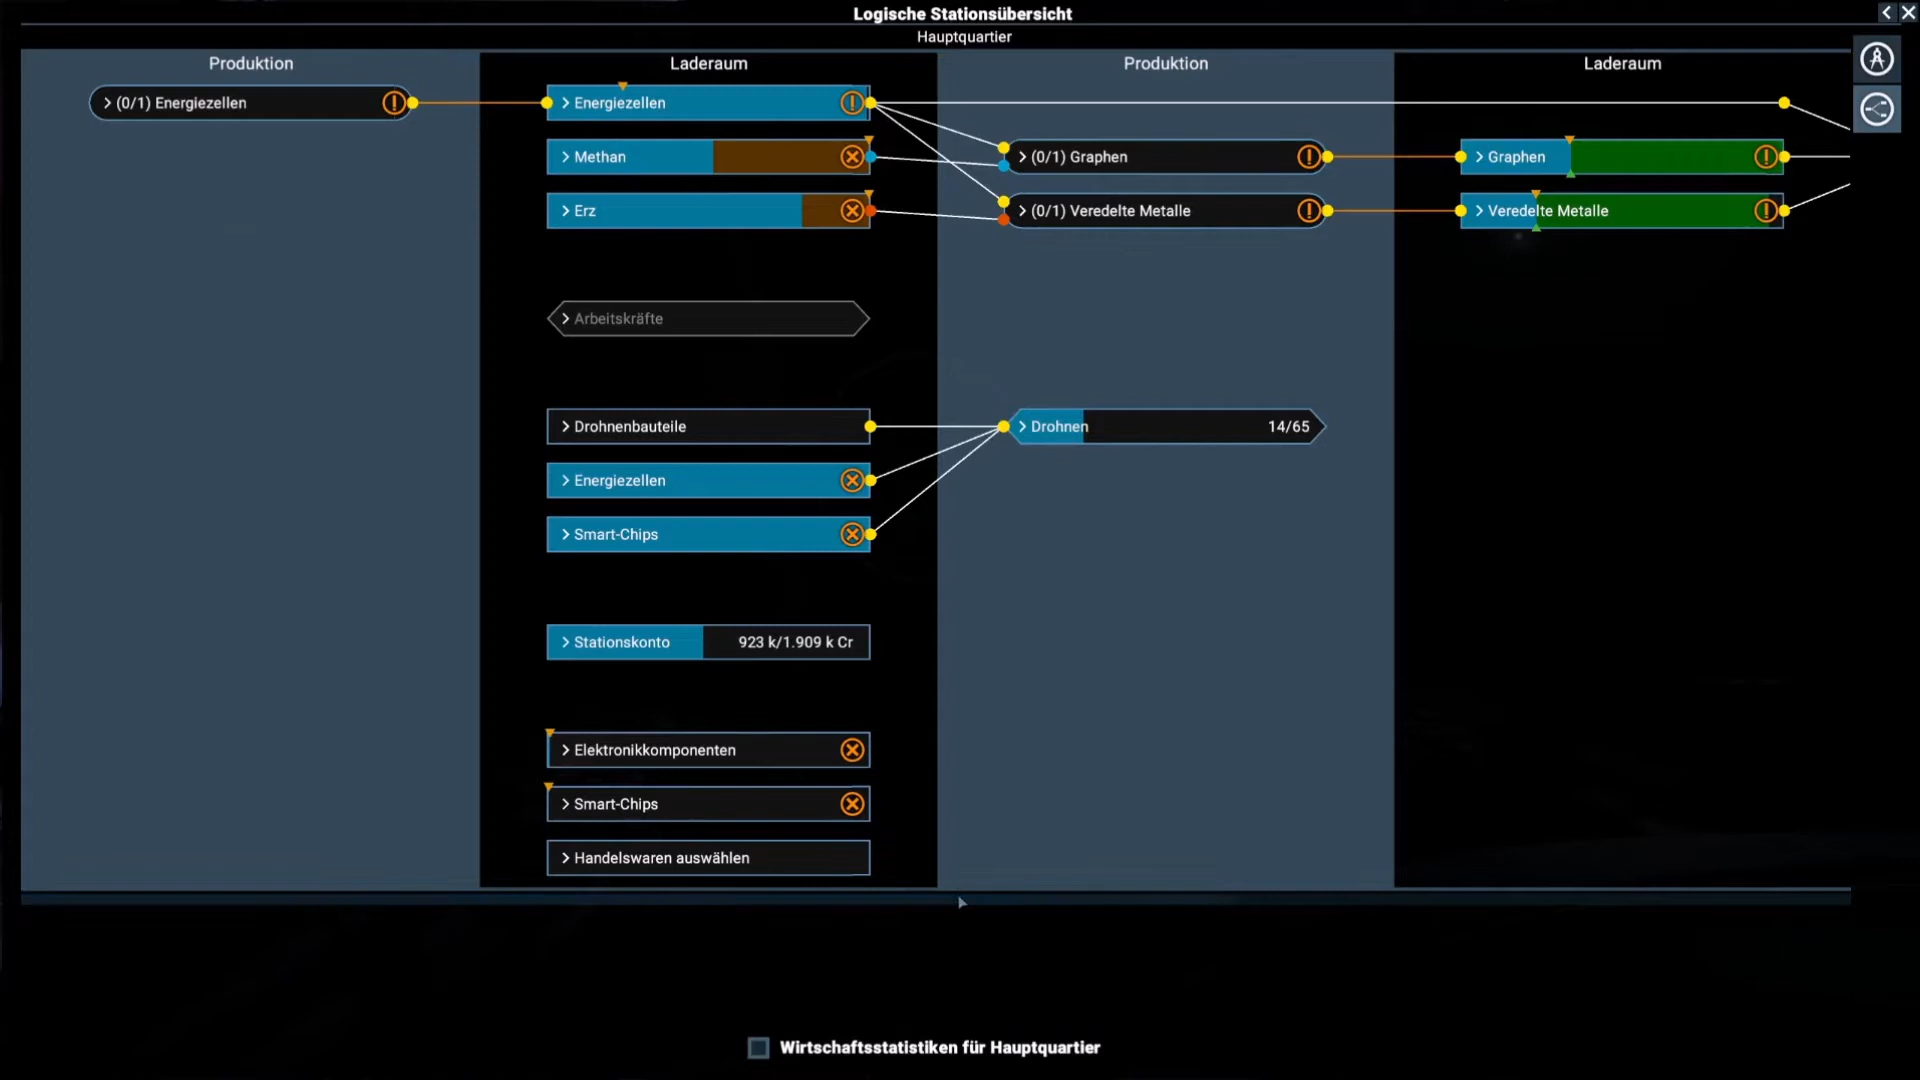 Logische Stationsübersicht
Hauptquartier
Produktion
Laderaum
Produktion
Laderaum
(0/1) Energiezellen
Energiezellen
Methan
(0/1) Graphen
Graphen
Erz
(0/1) Veredelte Metalle
Veredelte Metalle
Arbeitskräfte
Drohnenbauteile
Drohnen
14/65
Energiezellen
Smart-Chips
Stationskonto
923 k/1.909 k Cr
Elektronikkomponenten
Smart-Chips
Handelswaren auswählen
Wirtschaftsstatistiken für Hauptquartier